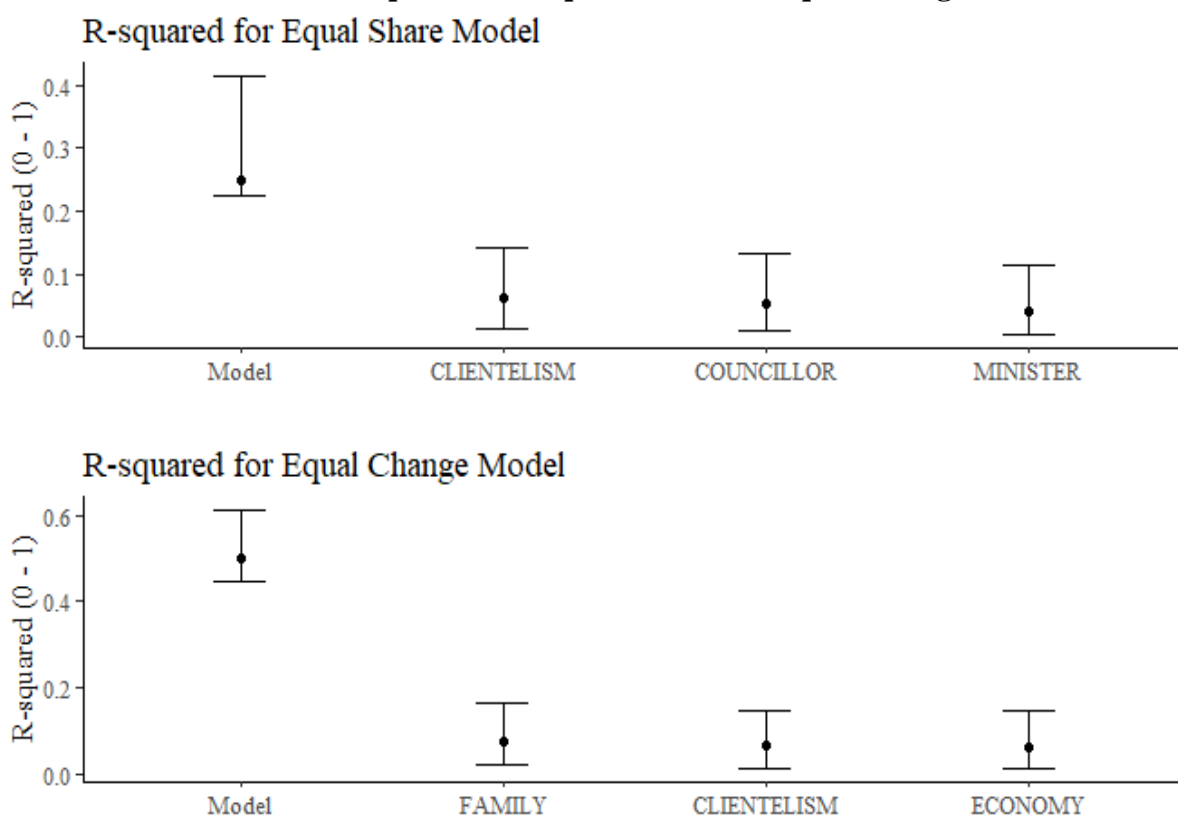 R-squared for Equal Share Model
R-squared (0 - 1)
0.4
0.3
0.2
0.1
0.0
Model CLIENTELISM COUNCILLOR MINISTER
R-squared for Equal Change Model
R-squared (0 - 1)
0.6
0.4
0.2
0.0
Model FAMILY CLIENTELISM ECONOMY